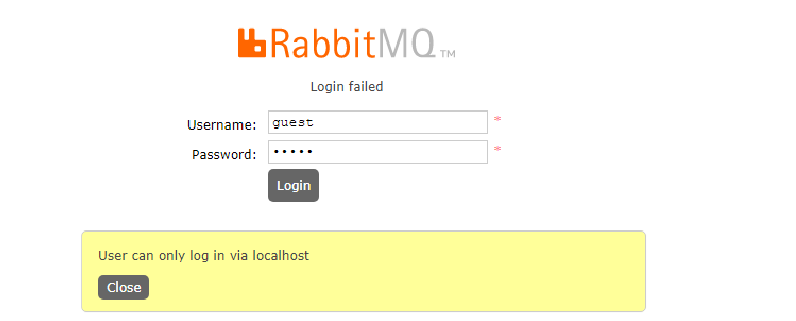 RabbitMQ™
Login failed
Username: guest *
Password: ••••• *
Login
User can only log in via localhost
Close